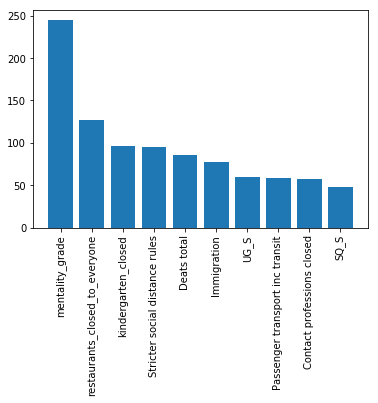 250
200
150
100
50
0
mentality_grade
restaurants_closed_to_everyone
kindergarten_closed
Stricter social distance rules
Deats total
Immigration
UG_S
Passenger transport inc transit
Contact professions closed
SQ_S